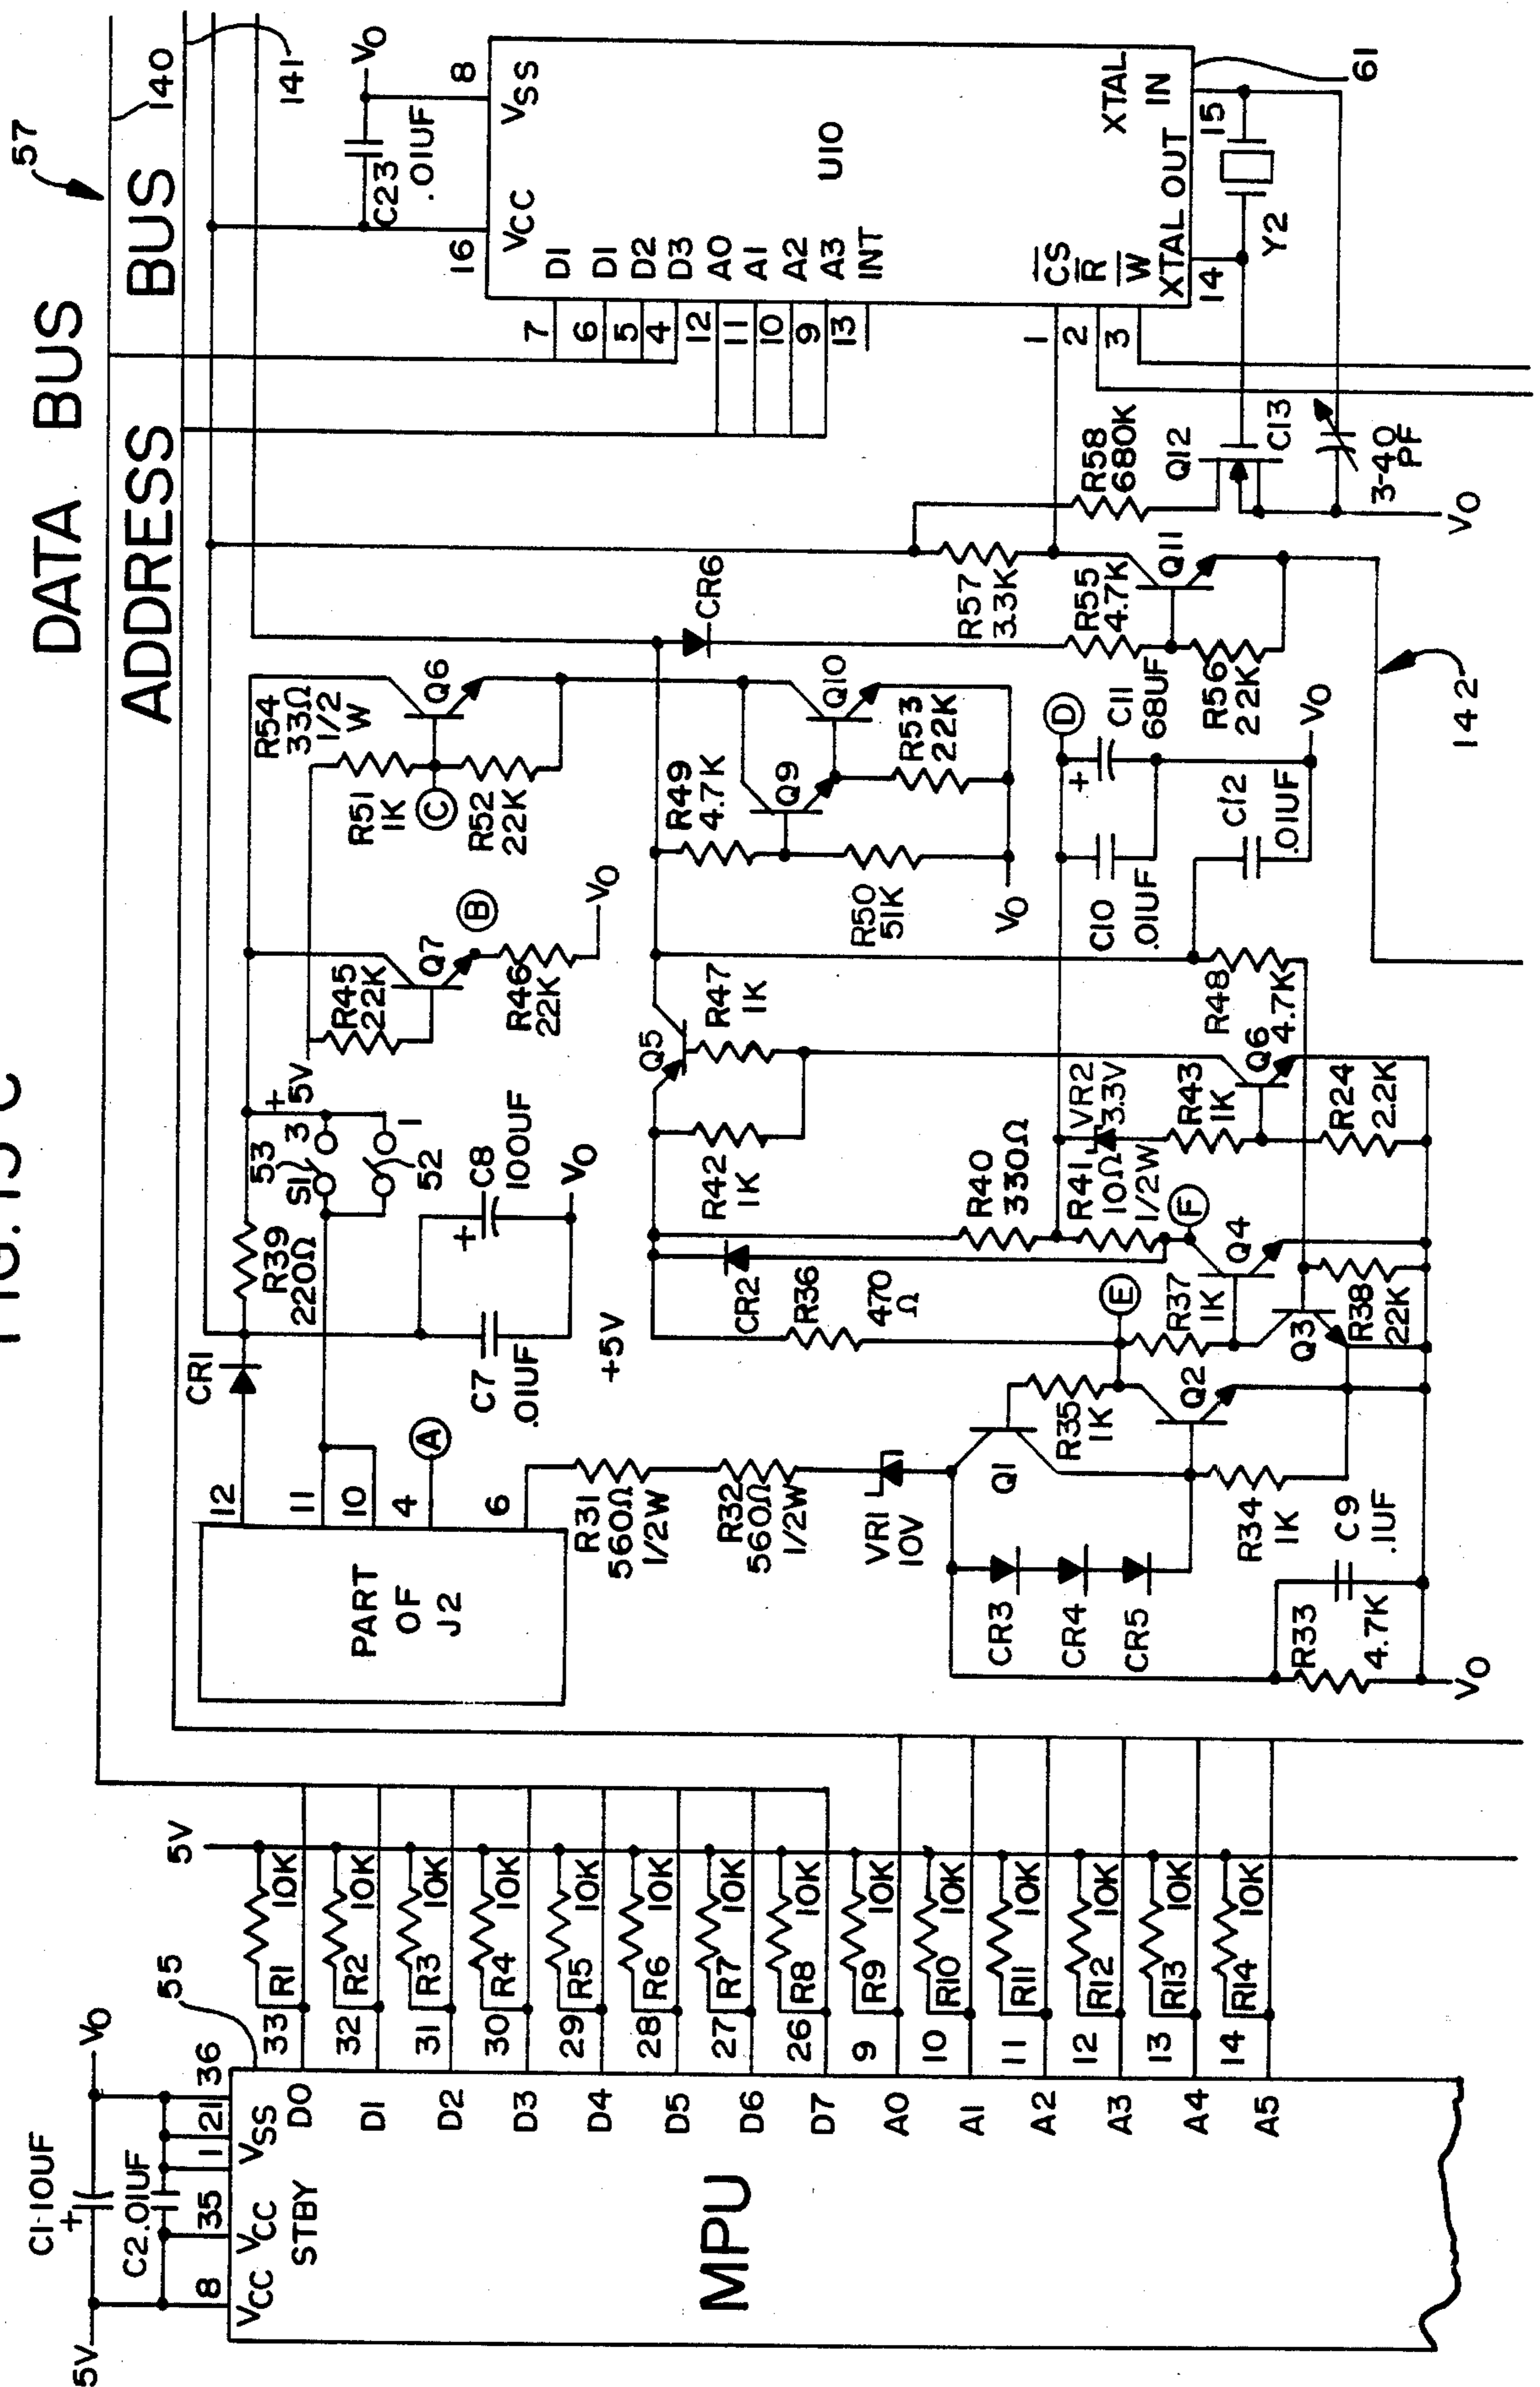 FIG. 13 C
DATA BUS
57
ADDRESS BUS
140
141
5V
C1-10UF
+
VO
C2 .01UF
8
35
1
21
36
VCC
VCC
VSS
STBY
55
MPU
5V
D0
33
R1
10K
D1
32
R2
10K
D2
31
R3
10K
D3
30
R4
10K
D4
29
R5
10K
D5
28
R6
10K
D6
27
R7
10K
D7
26
R8
10K
A0
9
R9
10K
A1
10
R10
10K
A2
11
R11
10K
A3
12
R12
10K
A4
13
R13
10K
A5
14
R14
10K
PART
OF
J2
12
11
10
4
6
A
CR1
R39
220Ω
53
S1
3
+
5V
1
52
C7
.01UF
+
C8
100UF
VO
R45
22K
Q7
B
R46
22K
VO
R54
33Ω
1/2
W
R51
1K
C
Q6
R52
22K
R31
560Ω
1/2W
R32
560Ω
1/2W
VR1
10V
CR3
CR4
CR5
Q1
R35
1K
R34
1K
R33
4.7K
C9
.1UF
VO
+5V
CR2
R36
470
Ω
E
R37
1K
Q2
Q3
Q4
R38
22K
F
R40
330Ω
R41
10Ω
1/2W
VR2
3.3V
R43
1K
Q6
R24
2.2K
R42
1K
Q5
R47
1K
R48
4.7K
R49
4.7K
Q9
Q10
R50
51K
R53
22K
VO
D
C10
.01UF
+
C11
68UF
C12
.01UF
VO
CR6
R55
4.7K
R56
22K
Q11
R57
3.3K
R58
680K
Q12
C13
3-40
PF
VO
142
U10
16
VCC
8
VSS
C23
.01UF
VO
7
D1
6
D1
5
D2
4
D3
12
A0
11
A1
10
A2
9
A3
13
INT
1
CS
2
R
3
W
XTAL OUT
14
XTAL
IN
15
Y2
61